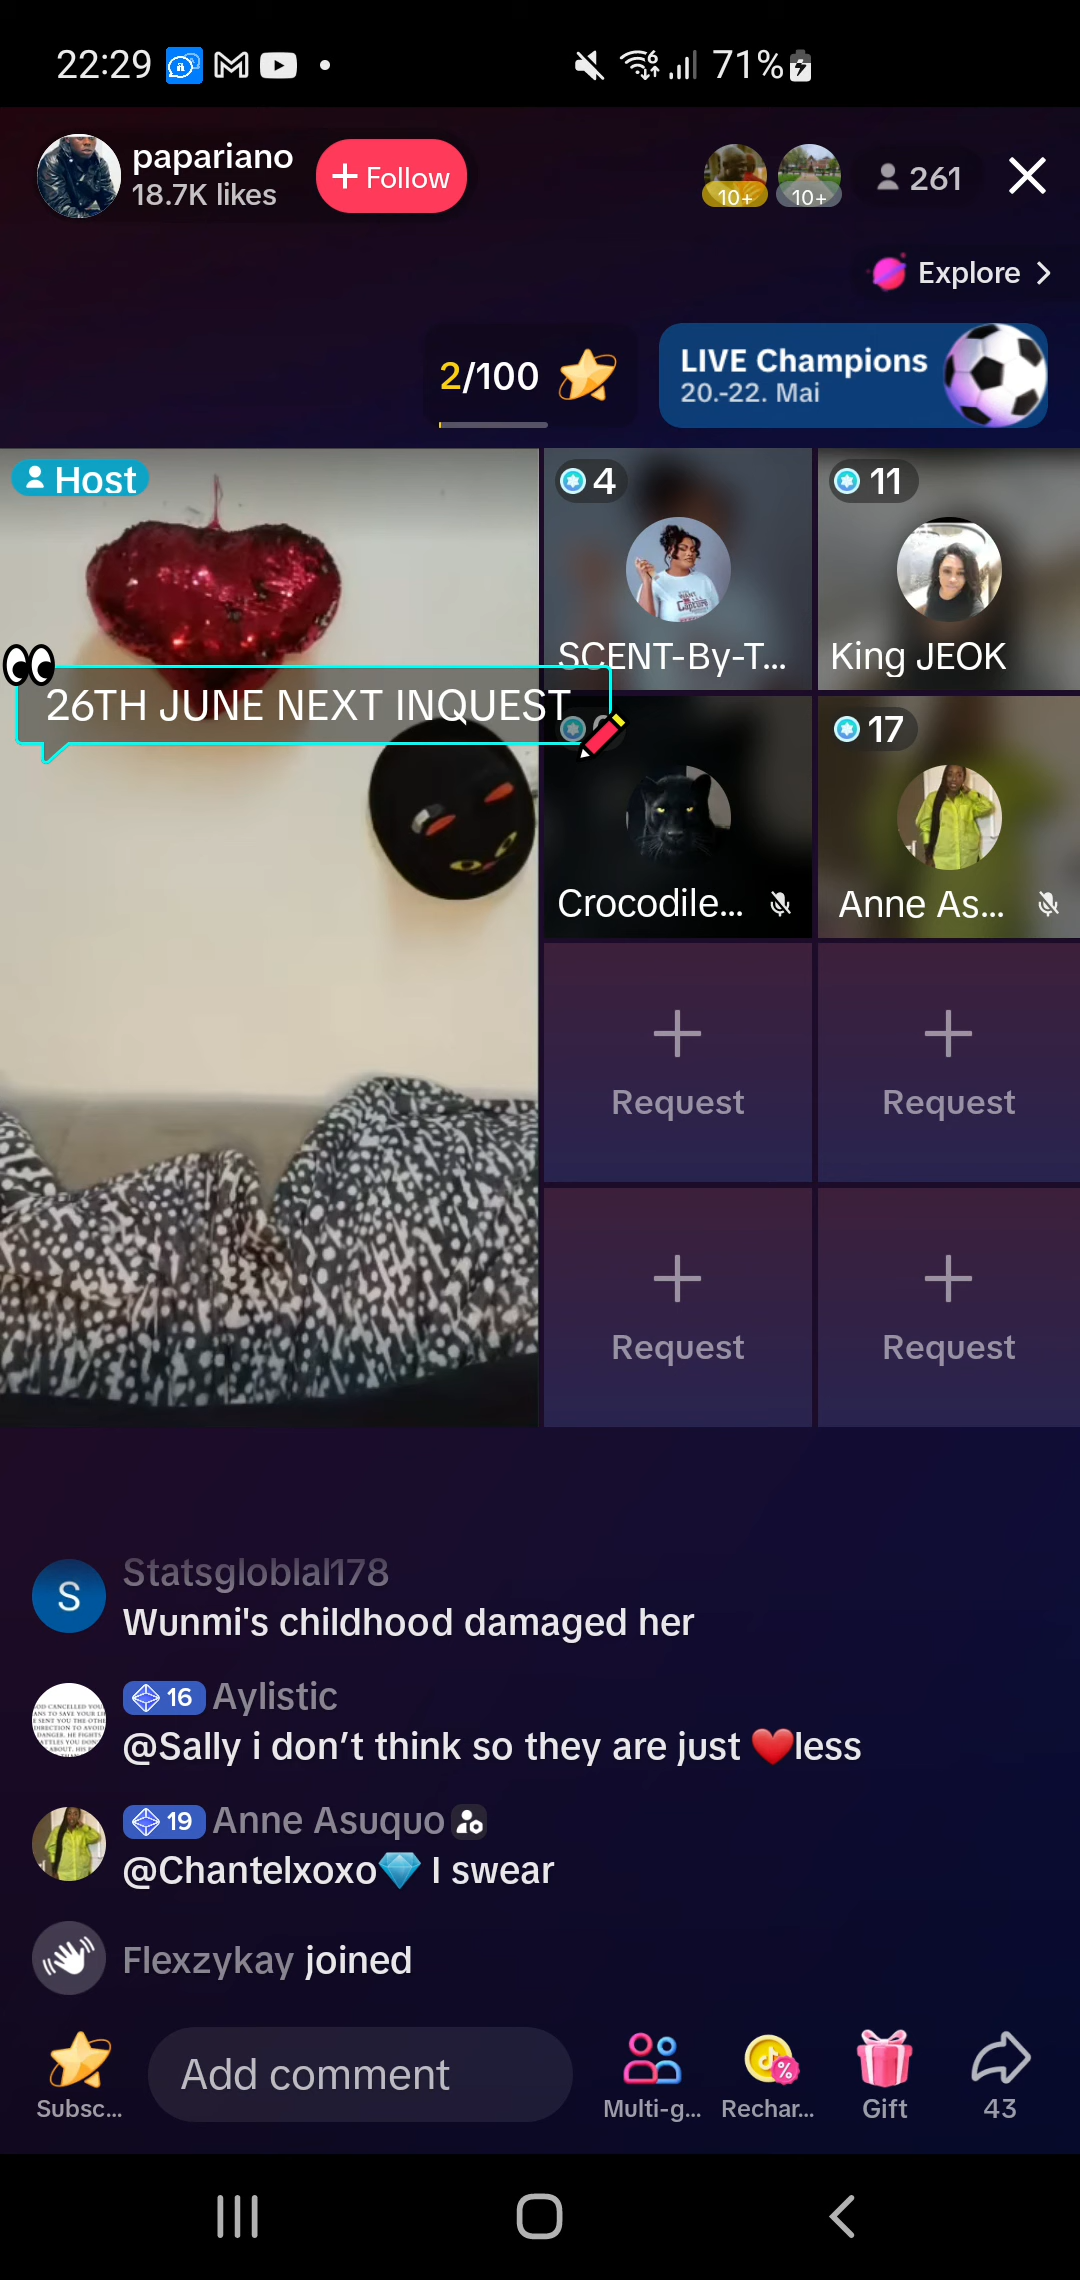 22:29
71%
papariano
18.7K likes
+ Follow
10+
10+
261
Explore
2/100
LIVE Champions
20.-22. Mai
Host
4
11
SCENT-By-T...
King JEOK
26TH JUNE NEXT INQUEST
17
Crocodile...
Anne As...
Request
Request
Request
Request
Statsgloblal178
S
Wunmi's childhood damaged her
16 Aylistic
@Sally i don’t think so they are just ❤️less
19 Anne Asuquo
@Chantelxoxo💎 I swear
Flexzykay joined
Add comment
Subsc...
Multi-g...
Rechar...
Gift
43